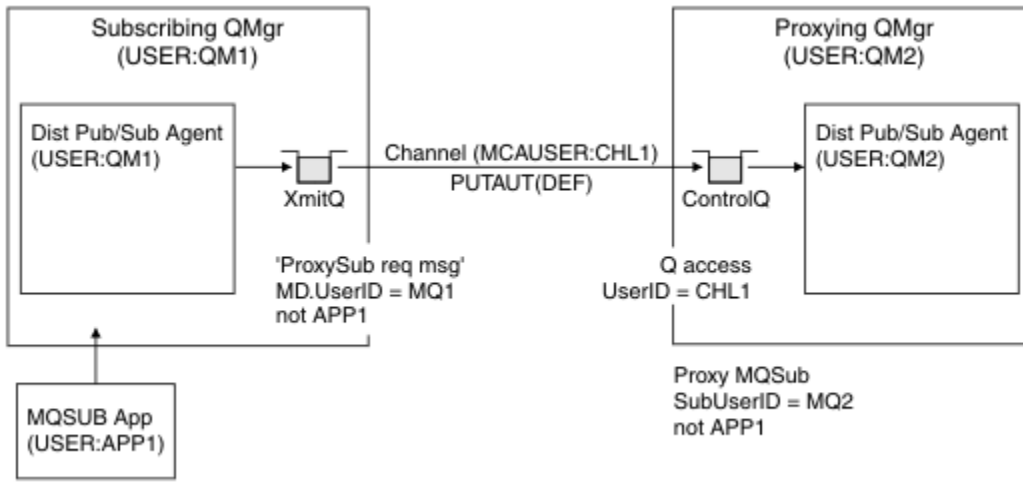 Subscribing QMgr
(USER:QM1)
Proxying QMgr
(USER:QM2)
Dist Pub/Sub Agent
(USER:QM1)
XmitQ
Channel (MCAUSER:CHL1)
PUTAUT(DEF)
ControlQ
Dist Pub/Sub Agent
(USER:QM2)
'ProxySub req msg'
MD.UserID = MQ1
not APP1
Q access
UserID = CHL1
MQSUB App
(USER:APP1)
Proxy MQSub
SubUserID = MQ2
not APP1